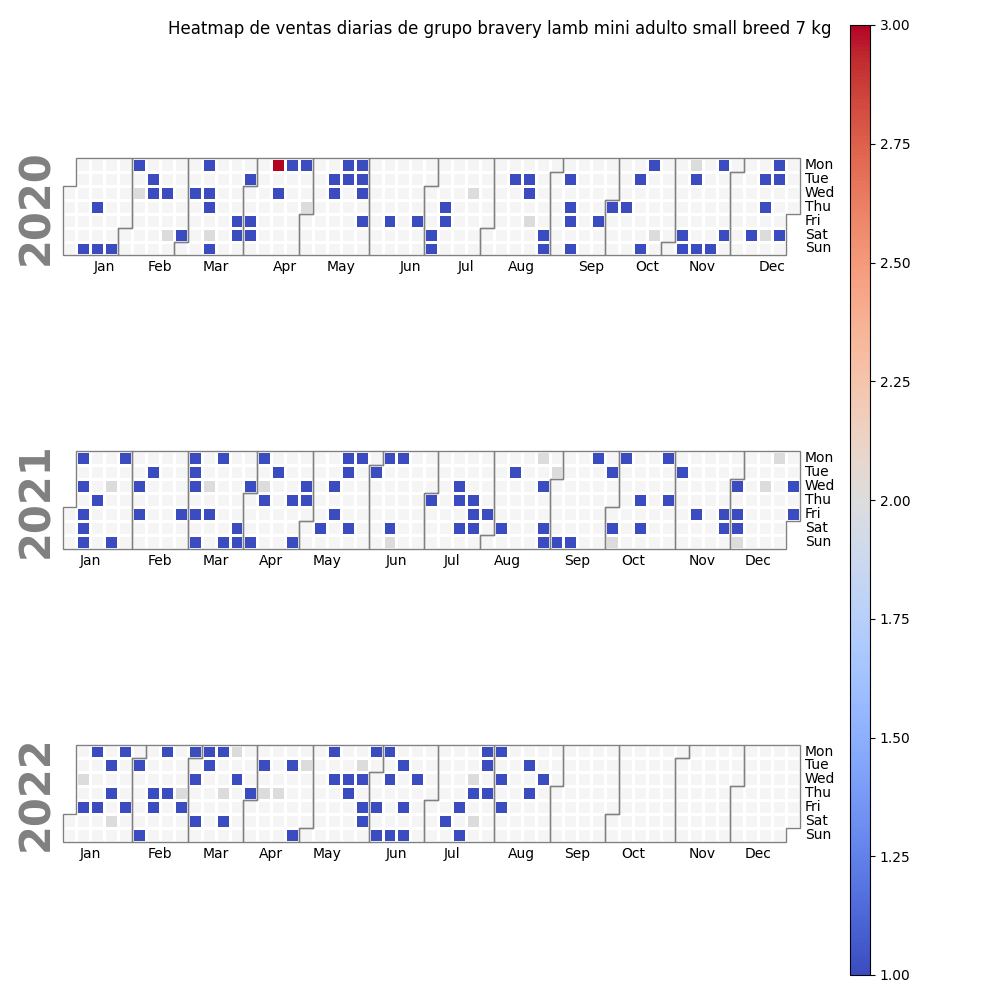 Heatmap de ventas diarias de grupo bravery lamb mini adulto small breed 7 kg
2020
Mon
Tue
Wed
Thu
Fri
Sat
Sun
Jan Feb Mar Apr May Jun Jul Aug Sep Oct Nov Dec
2021
Mon
Tue
Wed
Thu
Fri
Sat
Sun
Jan Feb Mar Apr May Jun Jul Aug Sep Oct Nov Dec
2022
Mon
Tue
Wed
Thu
Fri
Sat
Sun
Jan Feb Mar Apr May Jun Jul Aug Sep Oct Nov Dec
3.00
2.75
2.50
2.25
2.00
1.75
1.50
1.25
1.00